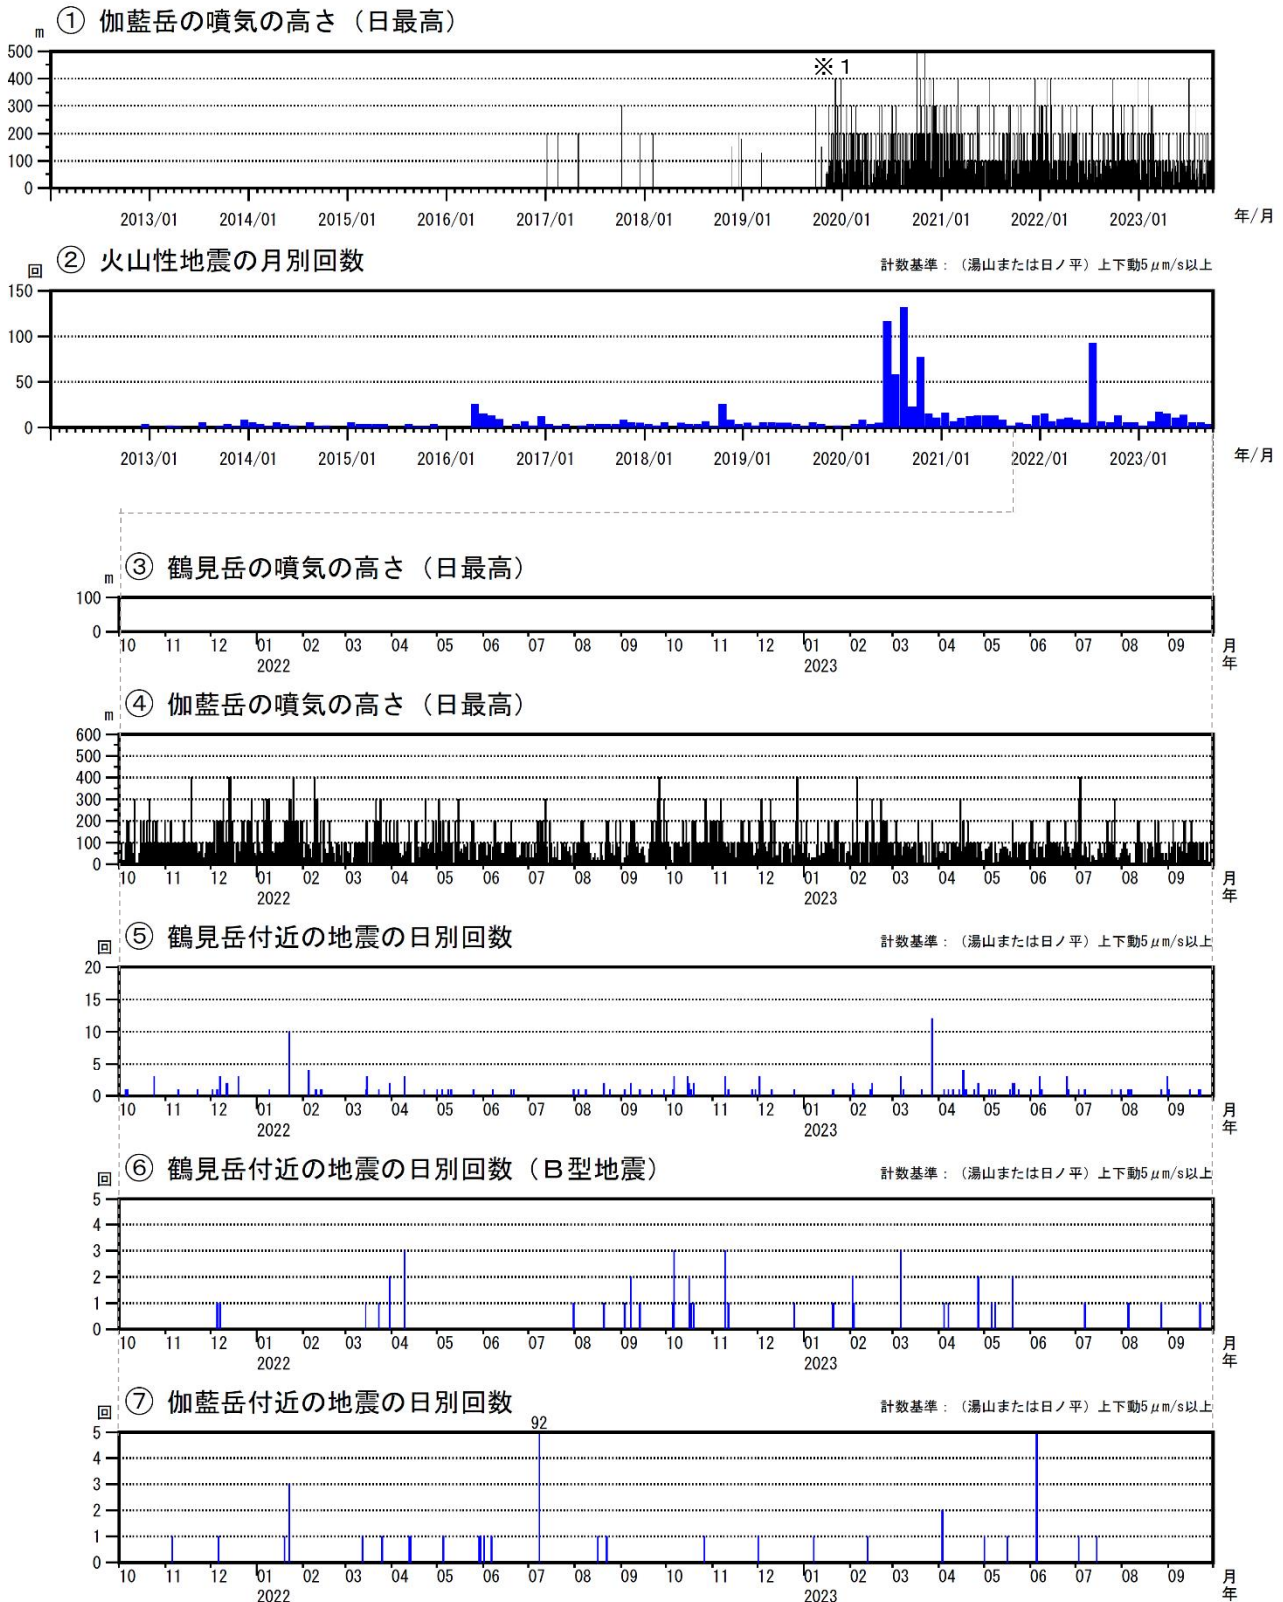 ① 伽藍岳の噴気の高さ（日最高）
m
500
400
300
200
100
0
※１
2013/01 2014/01 2015/01 2016/01 2017/01 2018/01 2019/01 2020/01 2021/01 2022/01 2023/01 年/月
② 火山性地震の月別回数
計数基準：（湯山または日ノ平）上下動5μm/s以上
回
150
100
50
0
2013/01 2014/01 2015/01 2016/01 2017/01 2018/01 2019/01 2020/01 2021/01 2022/01 2023/01 年/月
③ 鶴見岳の噴気の高さ（日最高）
m
100
0
10 11 12 01 02 03 04 05 06 07 08 09 10 11 12 01 02 03 04 05 06 07 08 09 月
2022 2023 年
④ 伽藍岳の噴気の高さ（日最高）
m
600
500
400
300
200
100
0
10 11 12 01 02 03 04 05 06 07 08 09 10 11 12 01 02 03 04 05 06 07 08 09 月
2022 2023 年
⑤ 鶴見岳付近の地震の日別回数
計数基準：（湯山または日ノ平）上下動5μm/s以上
回
20
15
10
5
0
10 11 12 01 02 03 04 05 06 07 08 09 10 11 12 01 02 03 04 05 06 07 08 09 月
2022 2023 年
⑥ 鶴見岳付近の地震の日別回数（Ｂ型地震）
計数基準：（湯山または日ノ平）上下動5μm/s以上
回
5
4
3
2
1
0
10 11 12 01 02 03 04 05 06 07 08 09 10 11 12 01 02 03 04 05 06 07 08 09 月
2022 2023 年
⑦ 伽藍岳付近の地震の日別回数
計数基準：（湯山または日ノ平）上下動5μm/s以上
回
92
5
4
3
2
1
0
10 11 12 01 02 03 04 05 06 07 08 09 10 11 12 01 02 03 04 05 06 07 08 09 月
2022 2023 年